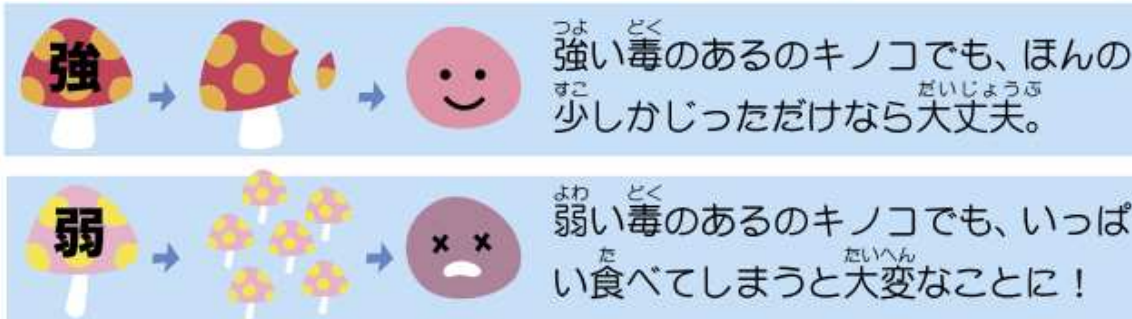 強
強い毒のあるのキノコでも、ほんの
少しかじっただけなら大丈夫。
弱
弱い毒のあるのキノコでも、いっぱ
い食べてしまうと大変なことに！